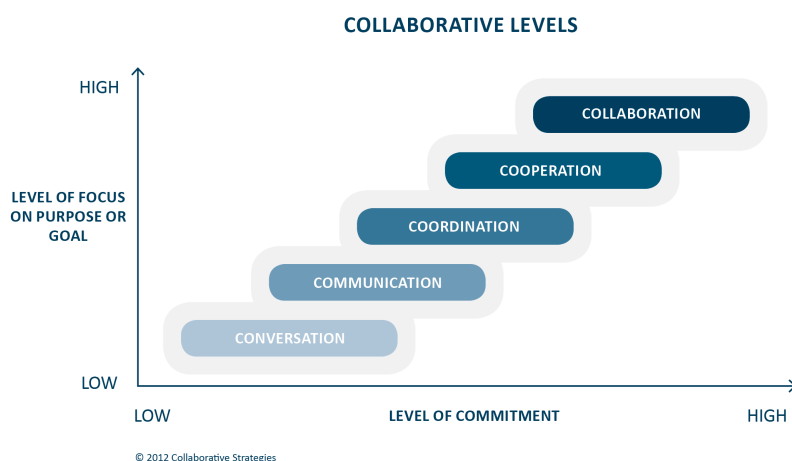 COLLABORATIVE LEVELS
HIGH
COLLABORATION
COOPERATION
LEVEL OF FOCUS
ON PURPOSE OR
GOAL
COORDINATION
COMMUNICATION
CONVERSATION
LOW
LOW
LEVEL OF COMMITMENT
HIGH
© 2012 Collaborative Strategies